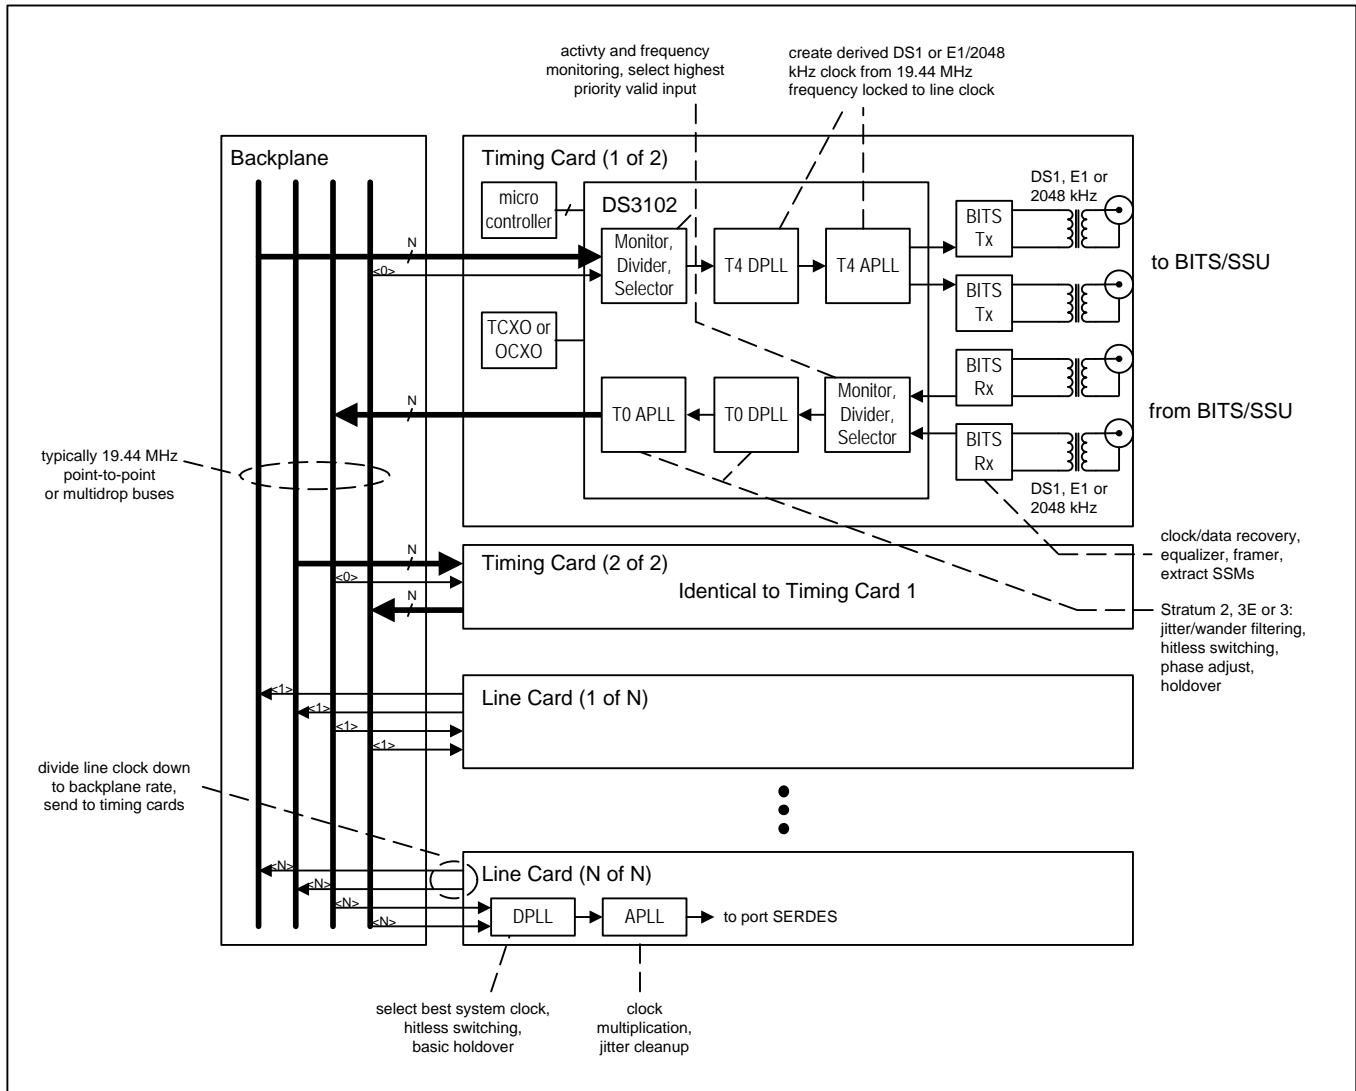 activty and frequency
monitoring, select highest
priority valid input
create derived DS1 or E1/2048
kHz clock from 19.44 MHz
frequency locked to line clock
Backplane
Timing Card (1 of 2)
micro
controller
DS3102
DS1, E1 or
2048 kHz
N
<0>
Monitor,
Divider,
Selector
T4 DPLL
T4 APLL
BITS
Tx
BITS
Tx
to BITS/SSU
TCXO or
OCXO
N
T0 APLL
T0 DPLL
Monitor,
Divider,
Selector
BITS
Rx
BITS
Rx
from BITS/SSU
DS1, E1 or
2048 kHz
typically 19.44 MHz
point-to-point
or multidrop buses
clock/data recovery,
equalizer, framer,
extract SSMs
N
<0>
N
Timing Card (2 of 2)
Identical to Timing Card 1
Stratum 2, 3E or 3:
jitter/wander filtering,
hitless switching,
phase adjust,
holdover
<1>
<1>
<1>
<1>
Line Card (1 of N)
divide line clock down
to backplane rate,
send to timing cards
<N>
<N>
<N>
<N>
Line Card (N of N)
DPLL
APLL
to port SERDES
select best system clock,
hitless switching,
basic holdover
clock
multiplication,
jitter cleanup